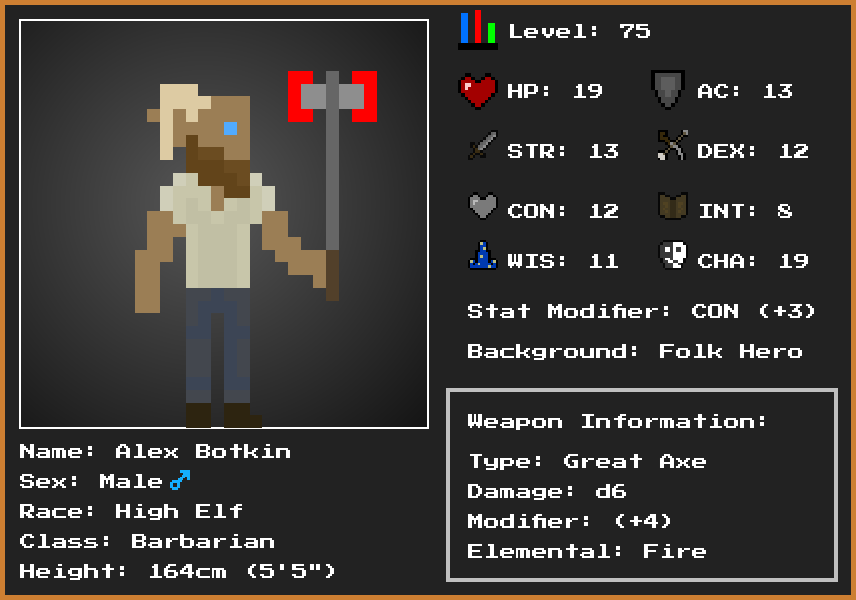 Level: 75
HP: 19
AC: 13
STR: 13
DEX: 12
CON: 12
INT: 8
WIS: 11
CHA: 19
Stat Modifier: CON (+3)
Background: Folk Hero
Weapon Information:
Type: Great Axe
Damage: d6
Modifier: (+4)
Elemental: Fire
Name: Alex Botkin
Sex: Male ♂
Race: High Elf
Class: Barbarian
Height: 164cm (5'5")